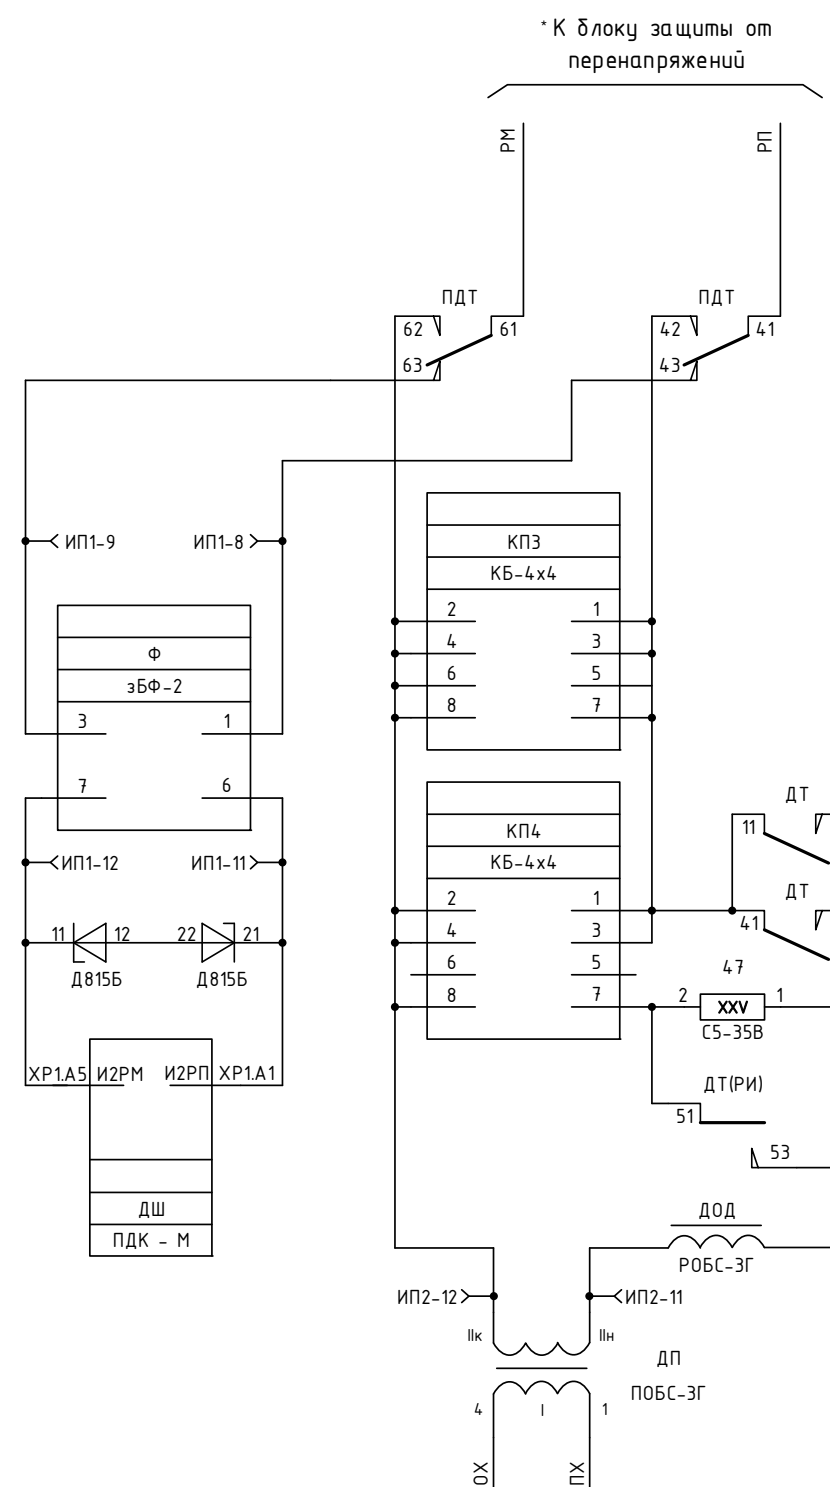 *К блоку защиты от
перенапряжений
РМ
РП
ПДТ
ПДТ
62
61
63
42
41
43
ИП1-9
ИП1-8
КП3
КБ-4х4
2
1
4
3
6
5
8
7
Ф
зБФ-2
3
1
7
6
КП4
КБ-4х4
2
1
4
3
6
5
8
7
ИП1-12
ИП1-11
11
12
22
21
Д815Б
Д815Б
ДТ
11
ДТ
41
47
2
XXV
1
С5-35В
ХР1.А5
И2РМ
И2РП
ХР1.А1
ДШ
ПДК - М
ДТ(РИ)
51
53
ДОД
РОБС-3Г
ИП2-12
ИП2-11
IIк
IIн
ДП
ПОБС-3Г
4
I
1
ОХ
ПХ